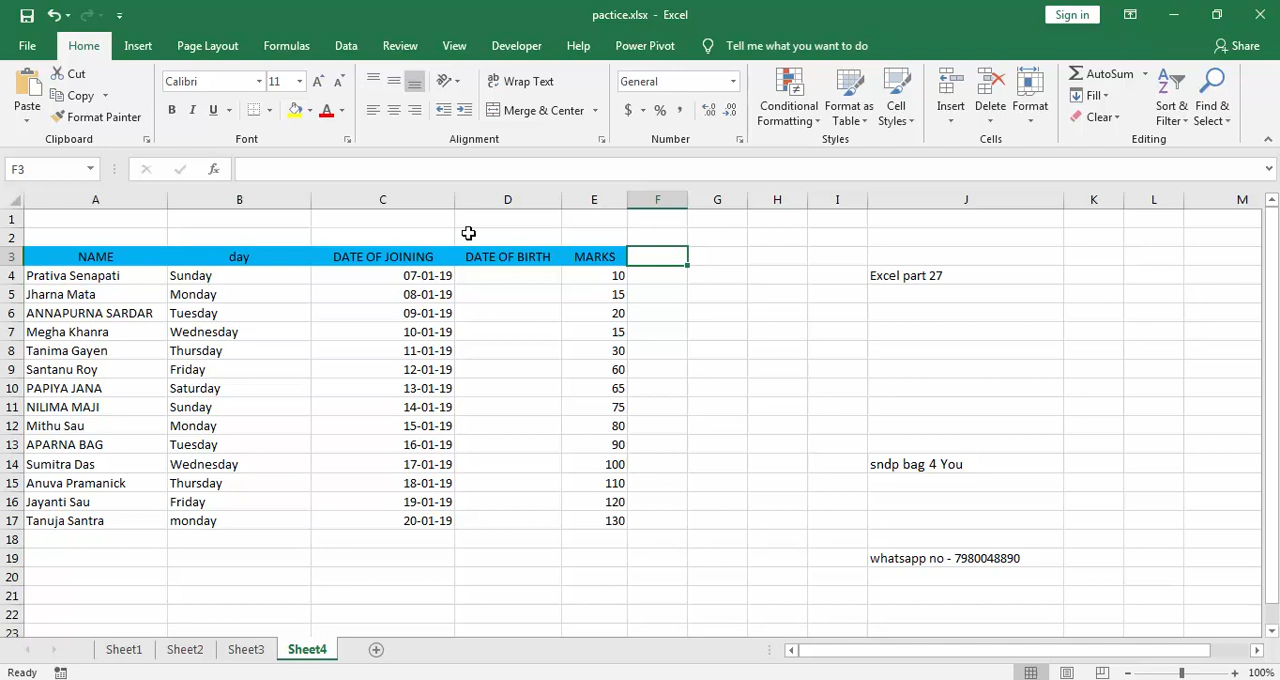 pactice.xlsx - Excel
Sign in
File Home Insert Page Layout Formulas Data Review View Developer Help Power Pivot Tell me what you want to do Share
Paste
Cut
Copy
Format Painter
Clipboard
Calibri 11
B I U
Font
Wrap Text
Merge & Center
Alignment
General
$ % ,
Number
Conditional Formatting
Format as Table
Cell Styles
Styles
Insert Delete Format
Cells
AutoSum
Fill
Clear
Sort & Filter
Find & Select
Editing
F3 fx
A B C D E F G H I J K L M
1
2
3 NAME day DATE OF JOINING DATE OF BIRTH MARKS
4 Prativa Senapati Sunday 07-01-19 10 Excel part 27
5 Jharna Mata Monday 08-01-19 15
6 ANNAPURNA SARDAR Tuesday 09-01-19 20
7 Megha Khanra Wednesday 10-01-19 15
8 Tanima Gayen Thursday 11-01-19 30
9 Santanu Roy Friday 12-01-19 60
10 PAPIYA JANA Saturday 13-01-19 65
11 NILIMA MAJI Sunday 14-01-19 75
12 Mithu Sau Monday 15-01-19 80
13 APARNA BAG Tuesday 16-01-19 90
14 Sumitra Das Wednesday 17-01-19 100 sndp bag 4 You
15 Anuva Pramanick Thursday 18-01-19 110
16 Jayanti Sau Friday 19-01-19 120
17 Tanuja Santra monday 20-01-19 130
18
19 whatsapp no - 7980048890
20
21
22
23
Sheet1 Sheet2 Sheet3 Sheet4
Ready 100%